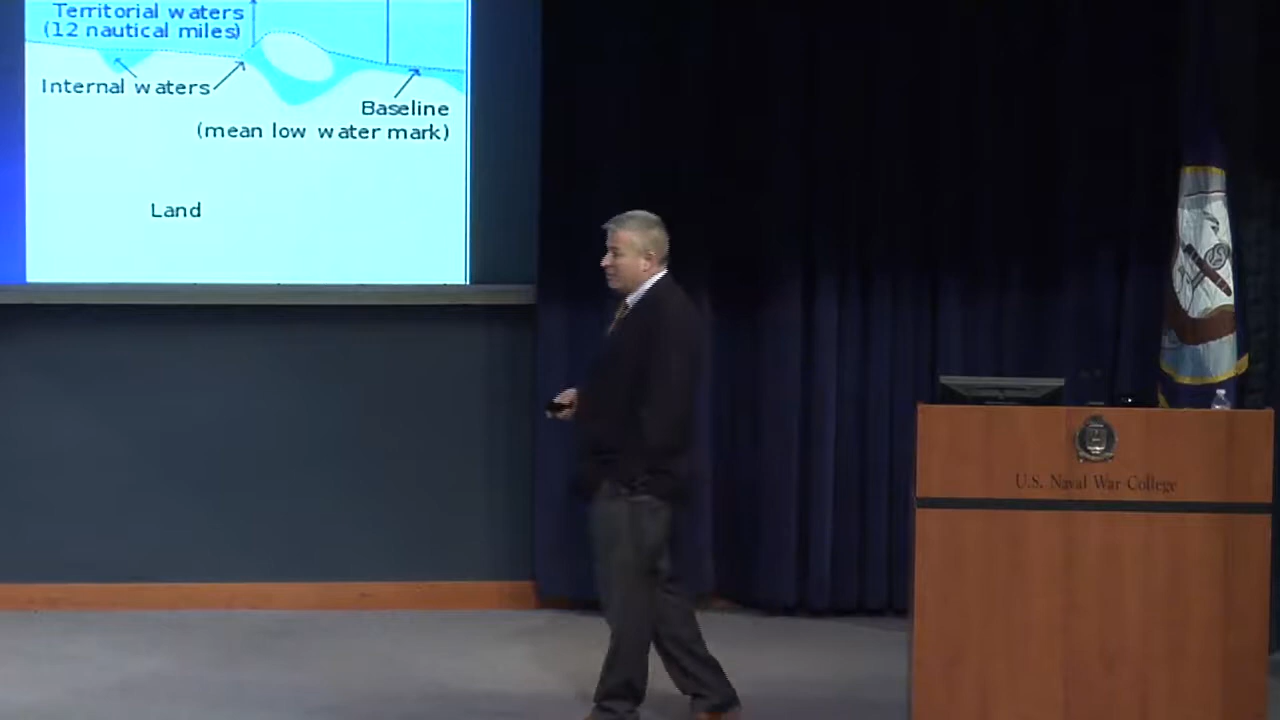 Territorial waters
(12 nautical miles)
Internal waters
Baseline
(mean low water mark)
Land
U.S. Naval War College